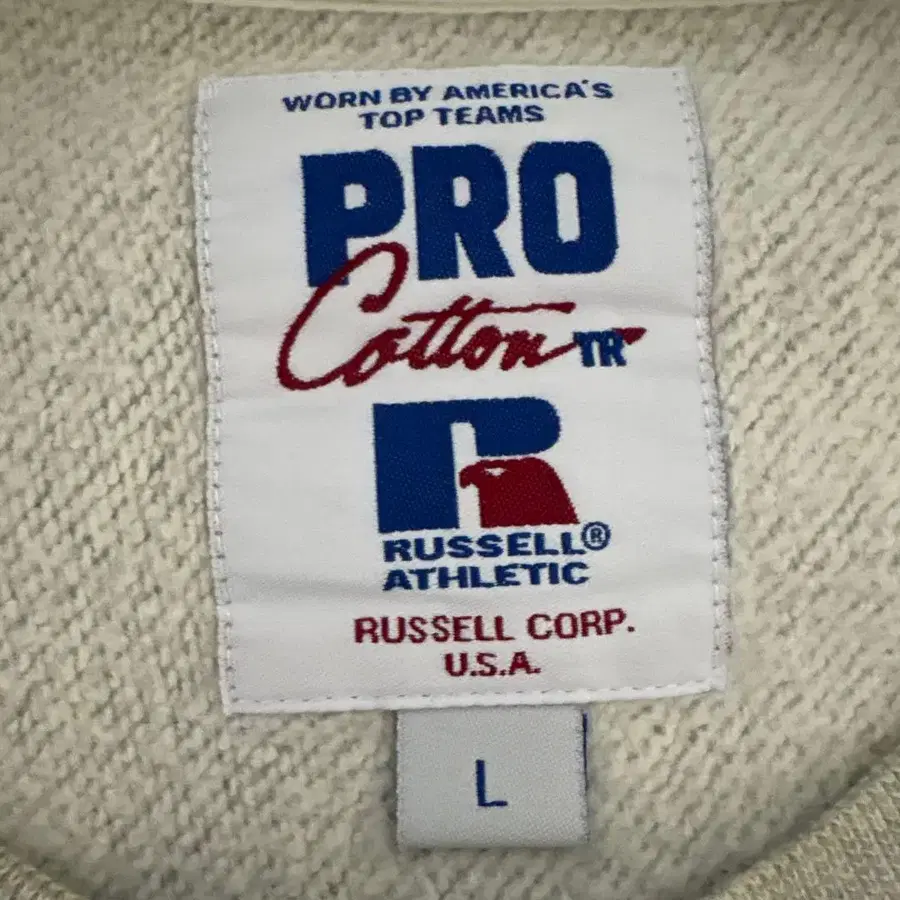 WORN BY AMERICA'S
TOP TEAMS
PRO
Cotton TR
RUSSELL®
ATHLETIC
RUSSELL CORP.
U.S.A.
L